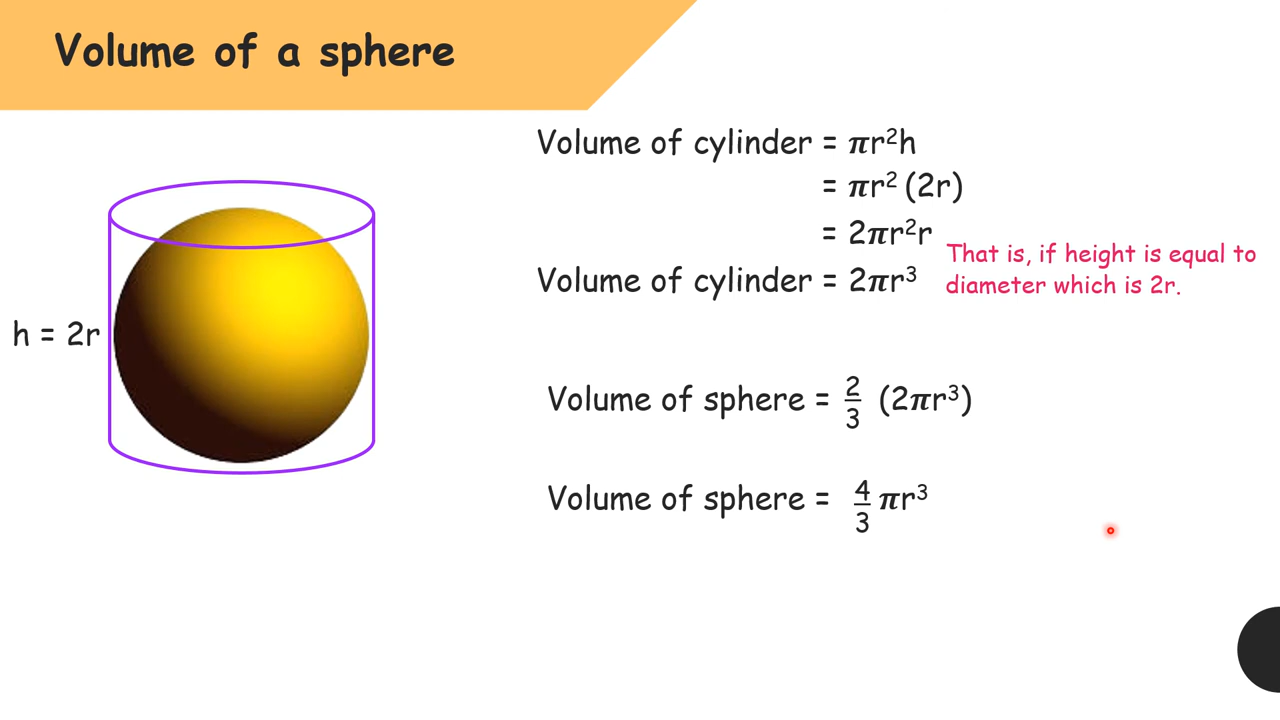 Volume of a sphere
Volume of cylinder = 𝝅r²h
= 𝝅r² (2r)
= 2𝝅r²r
That is, if height is equal to
diameter which is 2r.
Volume of cylinder = 2𝝅r³
h = 2r
Volume of sphere = 2/3 (2𝝅r³)
Volume of sphere = 4/3 𝝅r³